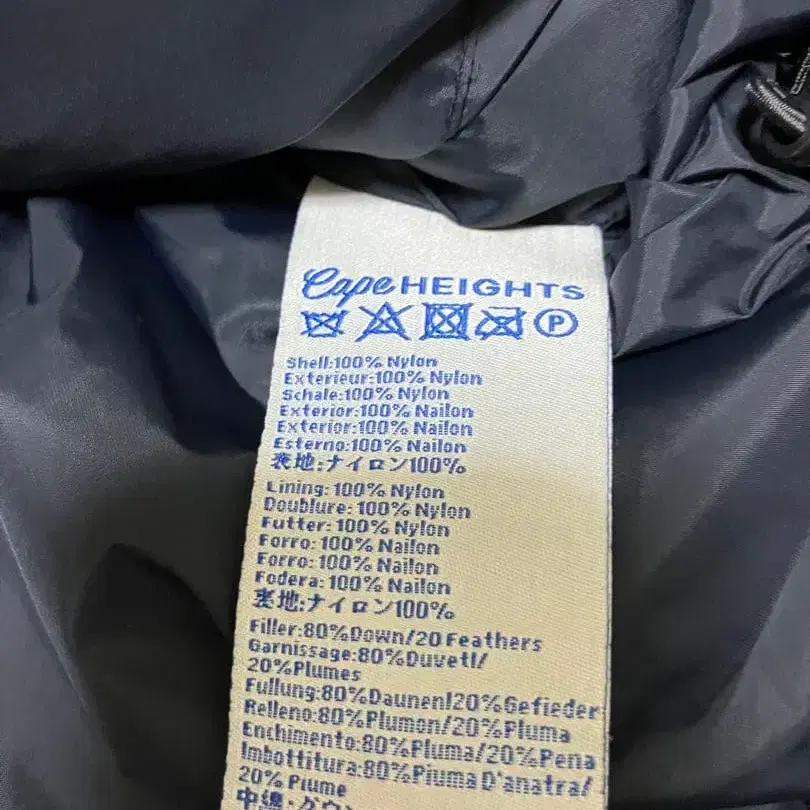 Cape HEIGHTS
P
Shell:100% Nylon
Exterieur:100% Nylon
Schale:100% Nylon
Exterior:100% Nailon
Exterior:100% Nailon
Esterno:100% Nailon
表地:ナイロン100%
Lining:100% Nylon
Doublure:100% Nylon
Futter:100% Nylon
Forro:100% Nailon
Forro:100% Nailon
Fodera:100% Nailon
裏地:ナイロン100%
Filler:80%Down/20 Feathers
Garnissage:80%Duvetl/
20%Plumes
Fullung:80%Daunen|20%Gefieder
Relleno:80%Plumon/20%Pluma
Enchimento:80%Pluma/20%Pena
Imbottitura:80%Piuma D'anatra/
20% Piume